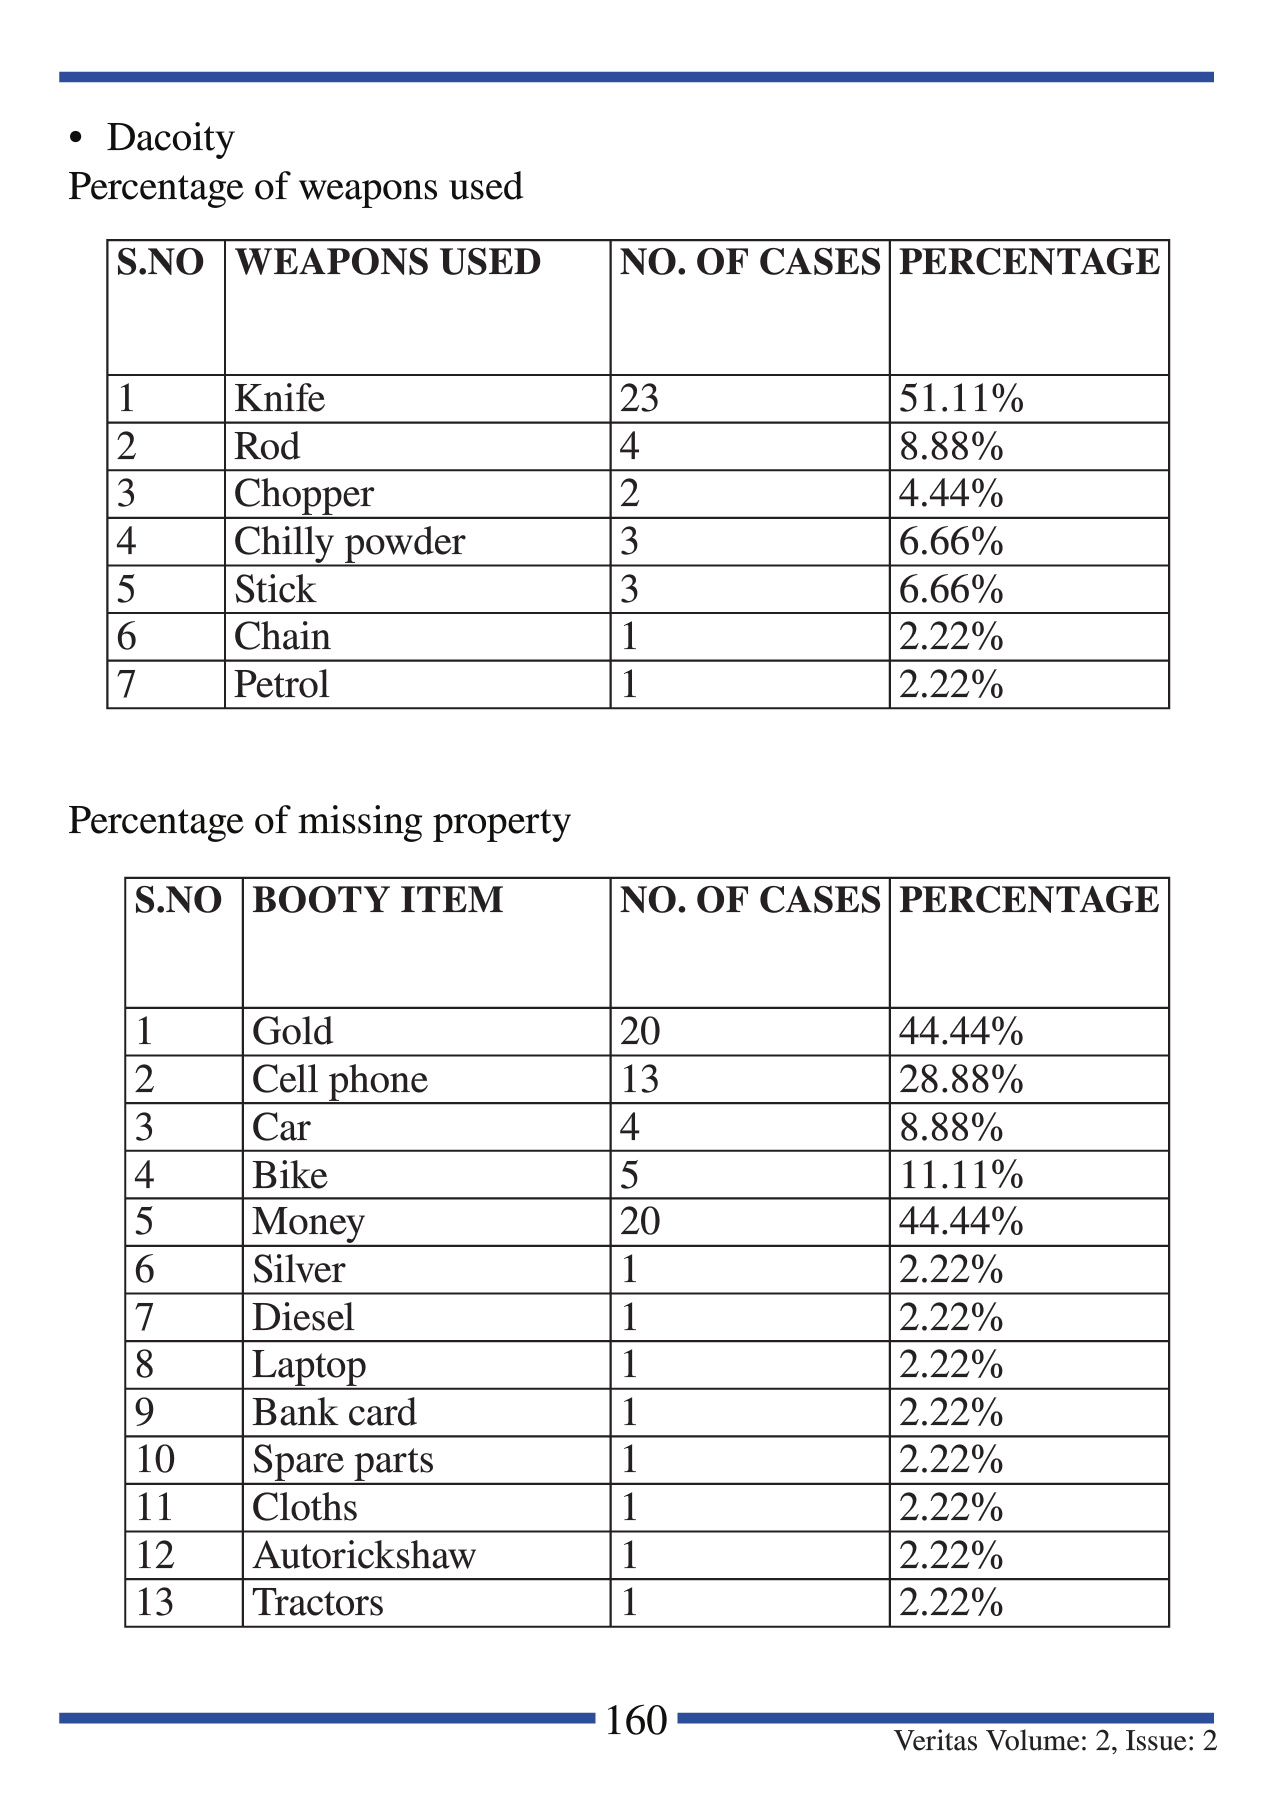 • Dacoity
Percentage of weapons used
S.NO WEAPONS USED NO. OF CASES PERCENTAGE
1 Knife 23 51.11%
2 Rod 4 8.88%
3 Chopper 2 4.44%
4 Chilly powder 3 6.66%
5 Stick 3 6.66%
6 Chain 1 2.22%
7 Petrol 1 2.22%
Percentage of missing property
S.NO BOOTY ITEM NO. OF CASES PERCENTAGE
1 Gold 20 44.44%
2 Cell phone 13 28.88%
3 Car 4 8.88%
4 Bike 5 11.11%
5 Money 20 44.44%
6 Silver 1 2.22%
7 Diesel 1 2.22%
8 Laptop 1 2.22%
9 Bank card 1 2.22%
10 Spare parts 1 2.22%
11 Cloths 1 2.22%
12 Autorickshaw 1 2.22%
13 Tractors 1 2.22%
160
Veritas Volume: 2, Issue: 2